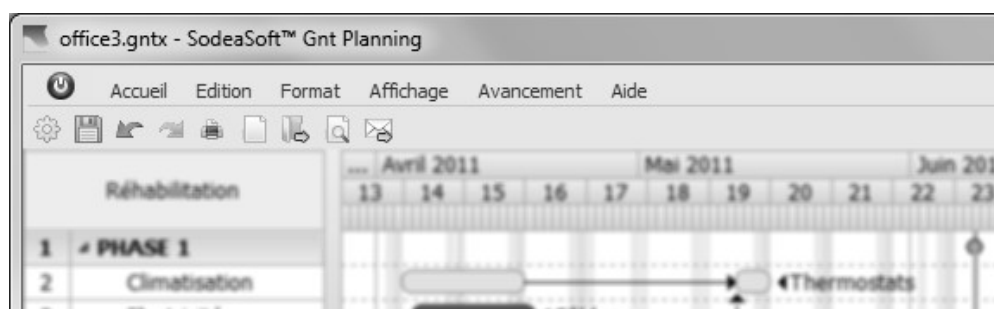 office3.gntx - SodeaSoft™ Gnt Planning
Accueil Edition Format Affichage Avancement Aide
... Avril 2011 Mai 2011 Juin 201
Réhabilitation
13 14 15 16 17 18 19 20 21 22 23
1 PHASE 1
2 Climatisation Thermostats